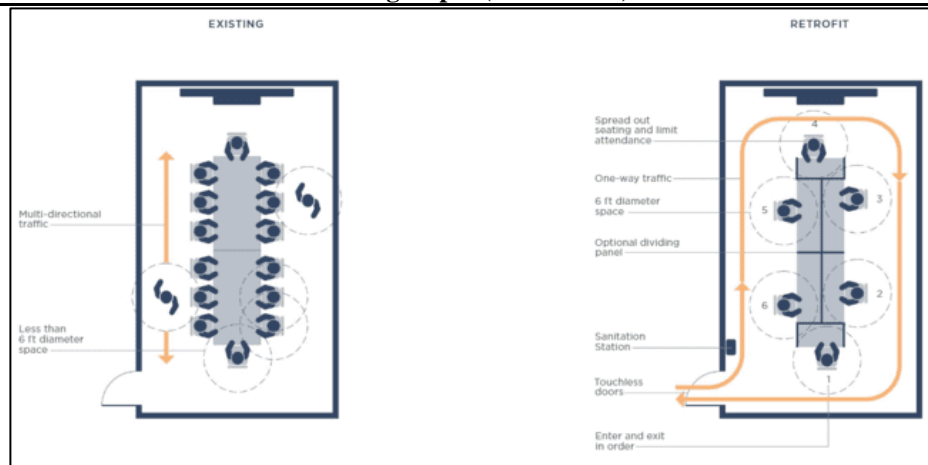 EXISTING
Multi-directional
traffic
Less than
6 ft diameter
space
RETROFIT
Spread out
seating and limit
attendance
One-way traffic
6 ft diameter
space
Optional dividing
panel
Sanitation
Station
Touchless
doors
Enter and exit
in order
4
3
5
2
6
1